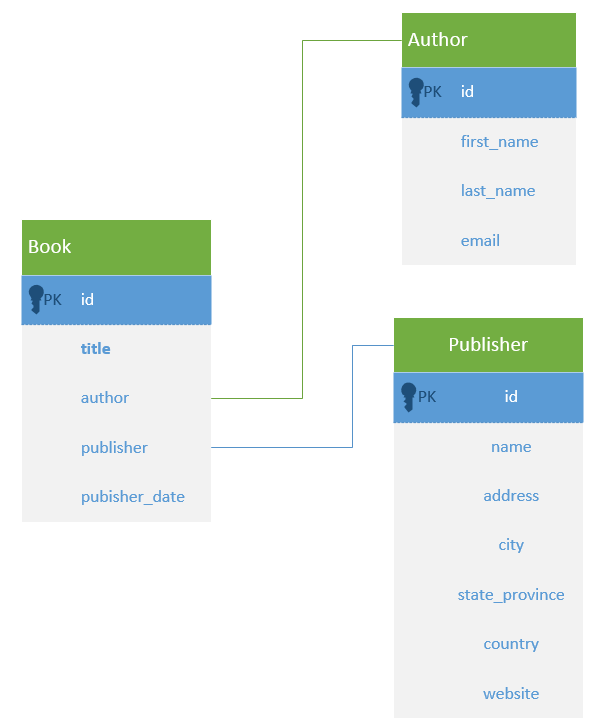 Author
PK id
first_name
last_name
email
Book
PK id
title
author
publisher
pubisher_date
Publisher
PK id
name
address
city
state_province
country
website